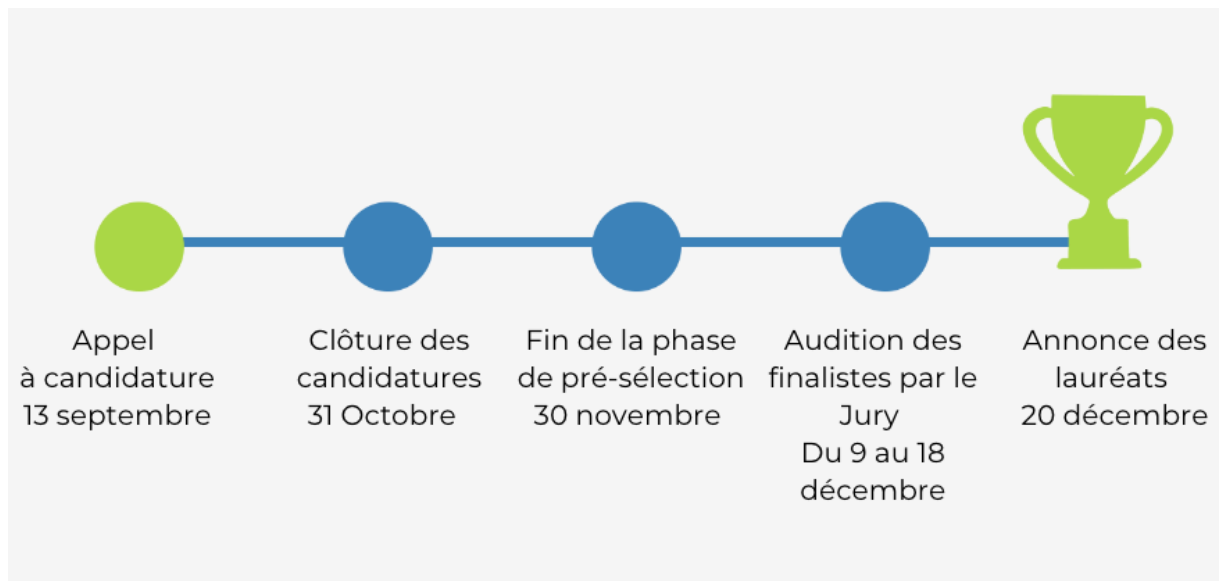 Appel
à candidature
13 septembre
Clôture des
candidatures
31 Octobre
Fin de la phase
de pré-sélection
30 novembre
Audition des
finalistes par le
Jury
Du 9 au 18
décembre
Annonce des
lauréats
20 décembre